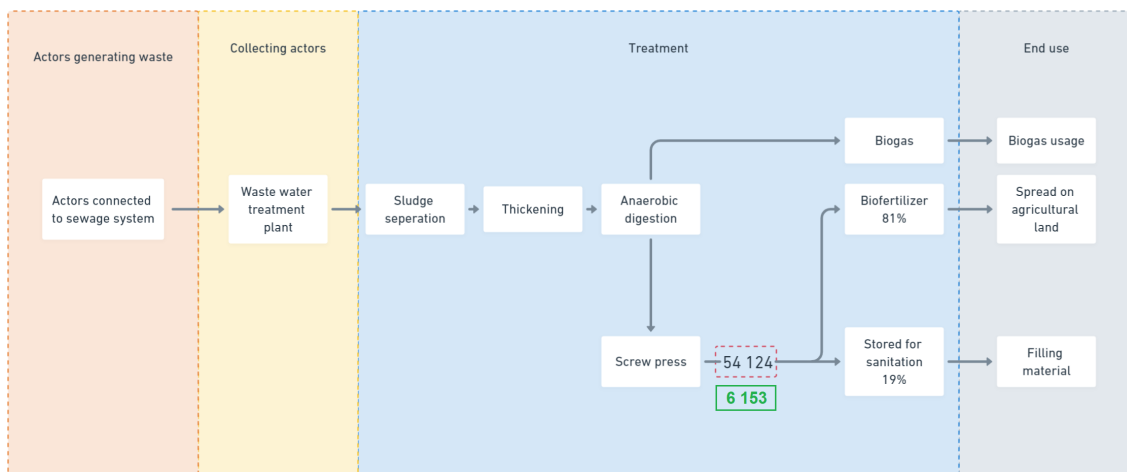 Actors generating waste
Collecting actors
Treatment
End use
Actors connected
to sewage system
Waste water
treatment
plant
Sludge
seperation
Thickening
Anaerobic
digestion
Biogas
Biogas usage
Biofertilizer
81%
Spread on
agricultural
land
Screw press
54 124
6 153
Stored for
sanitation
19%
Filling
material